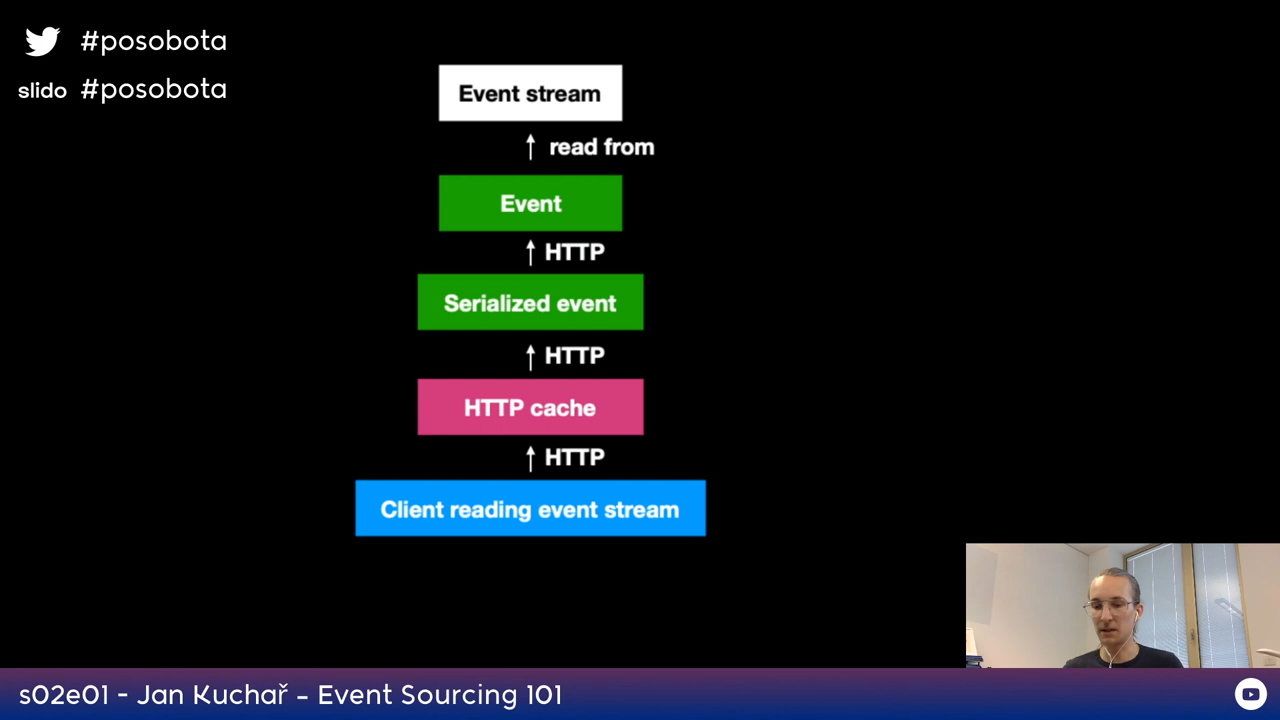 #posobota
slido #posobota
Event stream
↑ read from
Event
↑ HTTP
Serialized event
↑ HTTP
HTTP cache
↑ HTTP
Client reading event stream
s02e01 - Jan Kuchař - Event Sourcing 101